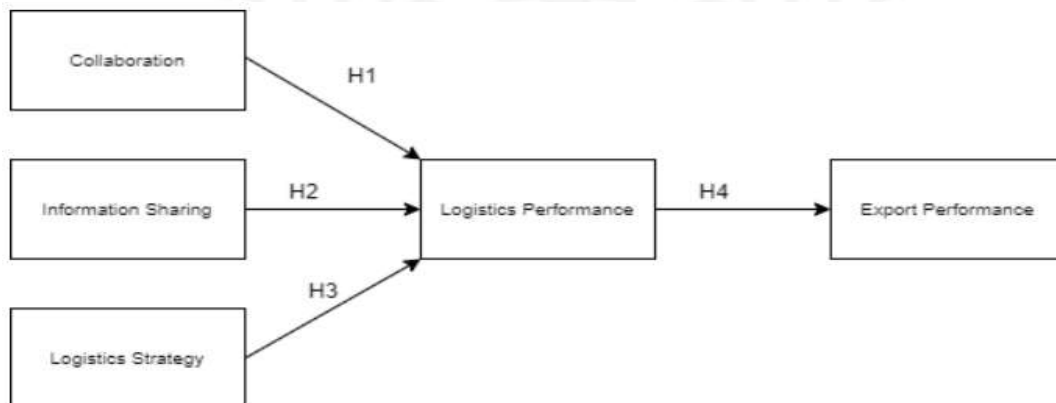 Collaboration
H1
Information Sharing
H2
Logistics Performance
H4
Export Performance
H3
Logistics Strategy